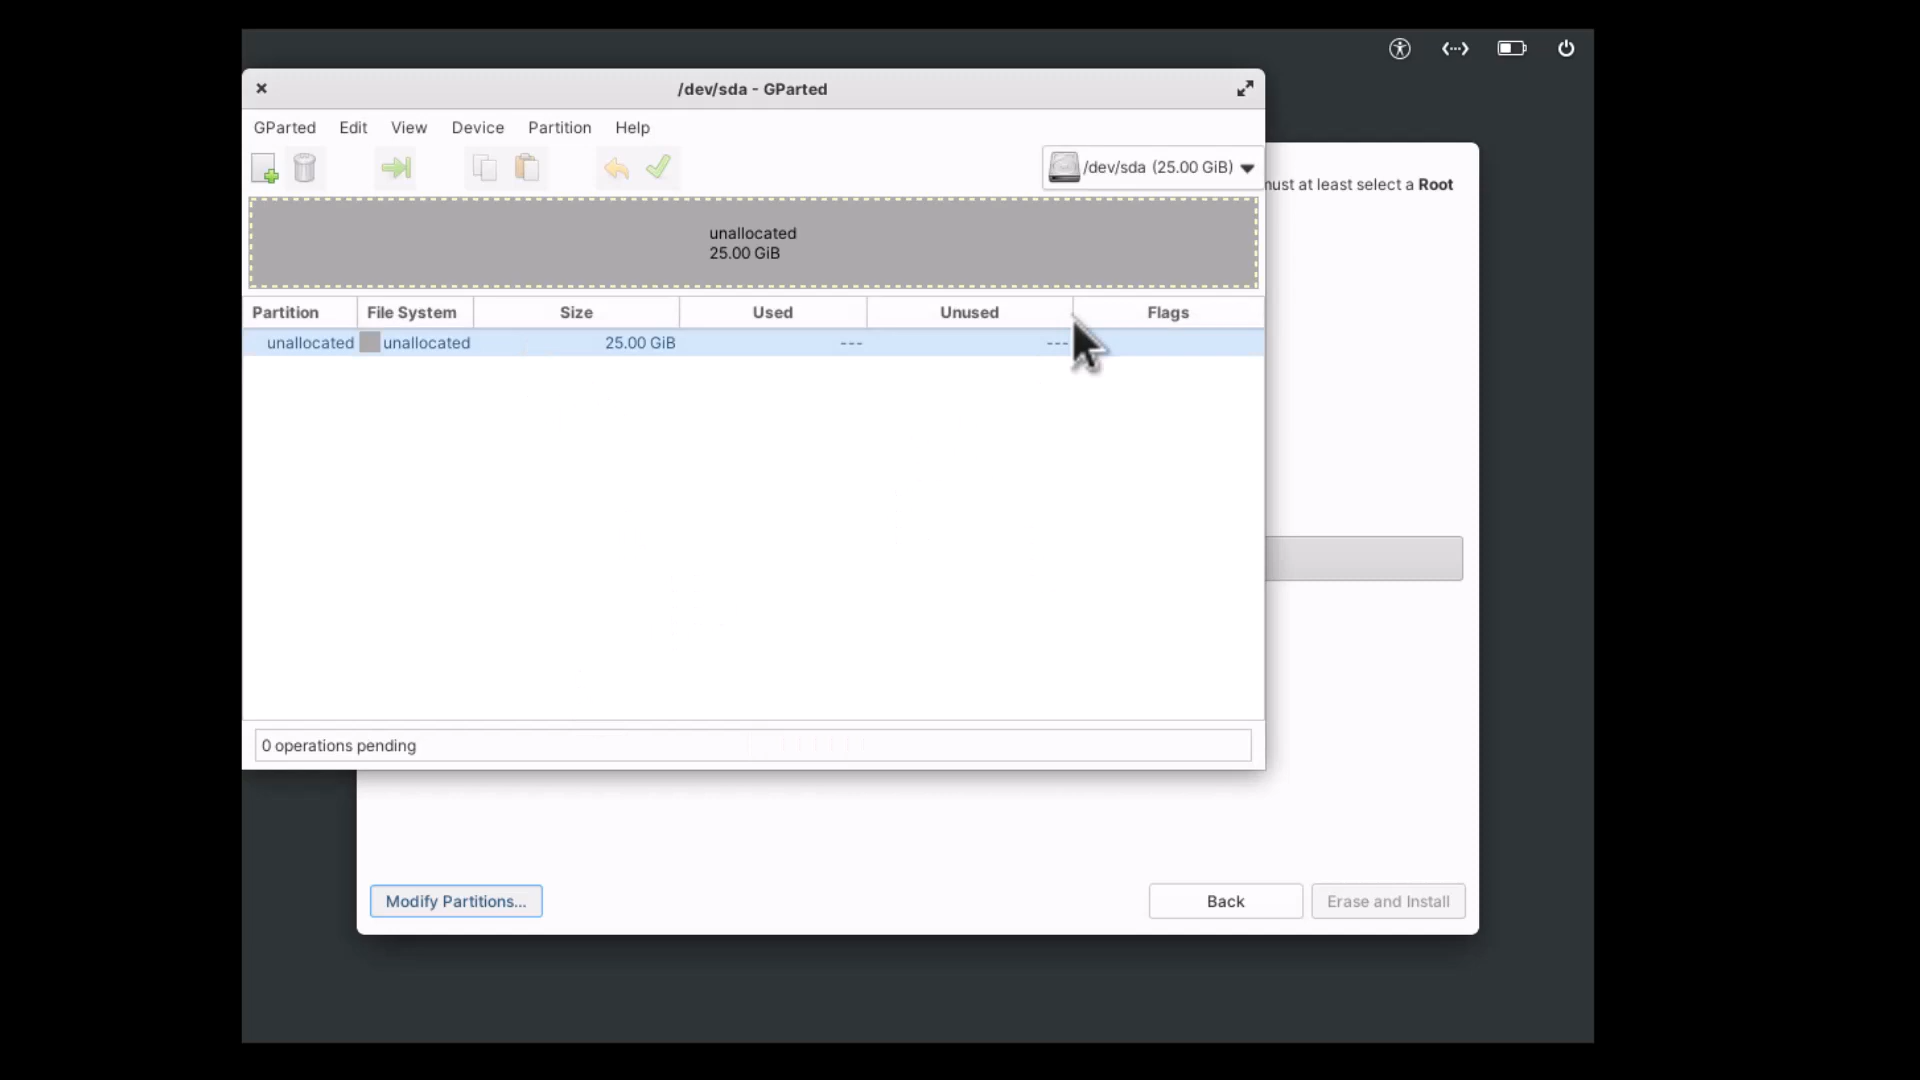 /dev/sda - GParted
GParted Edit View Device Partition Help
/dev/sda (25.00 GiB)
must at least select a Root
unallocated
25.00 GiB
Partition File System Size Used Unused Flags
unallocated unallocated 25.00 GiB --- ---
0 operations pending
Modify Partitions... Back Erase and Install